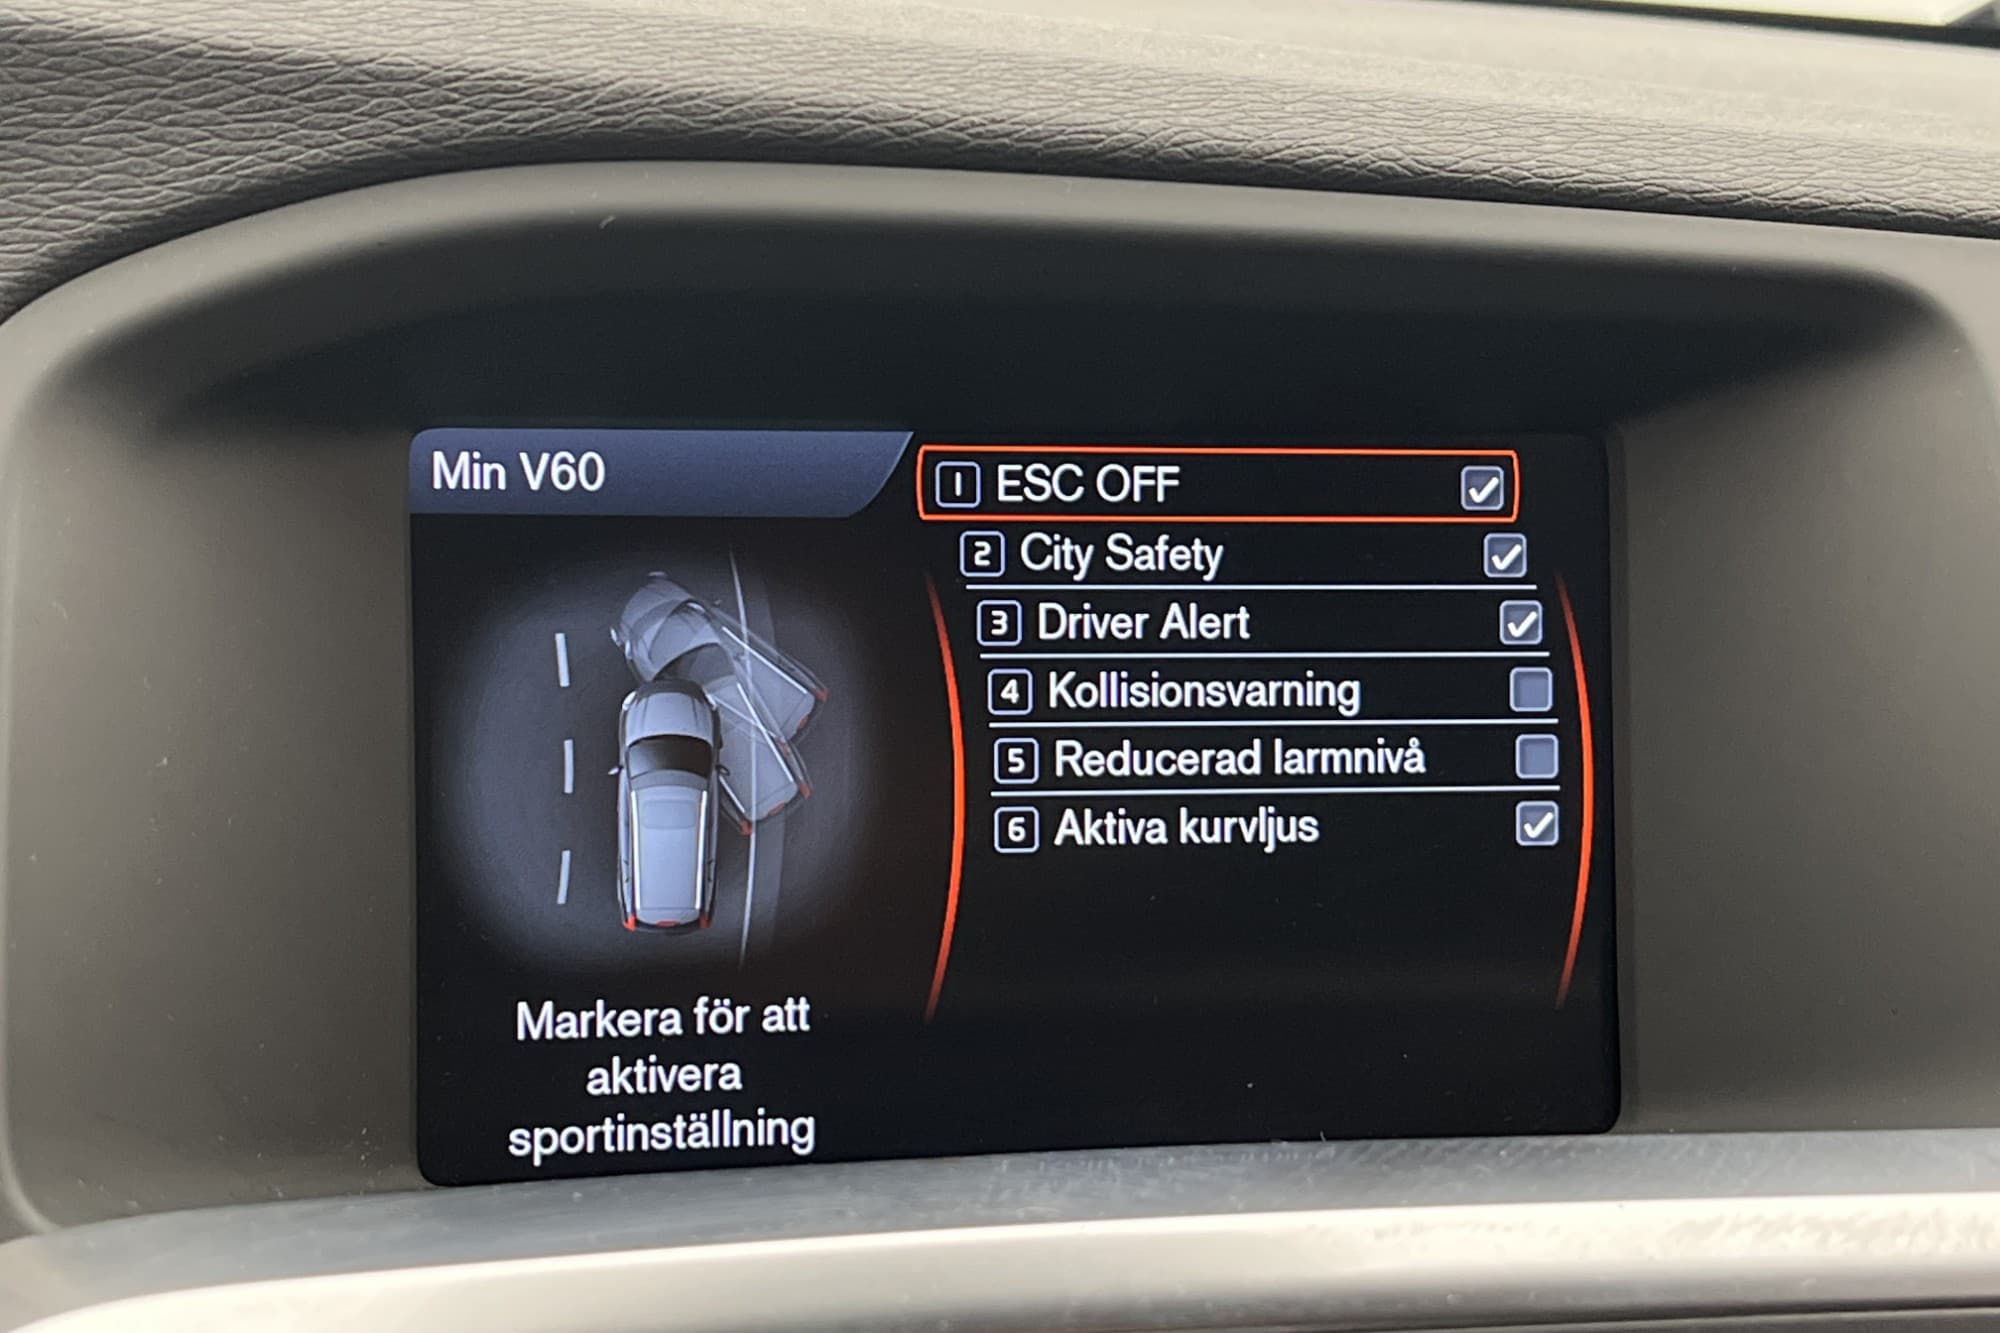 Min V60
1 ESC OFF
2 City Safety
3 Driver Alert
4 Kollisionsvarning
5 Reducerad larmnivå
6 Aktiva kurvljus
Markera för att
aktivera
sportinställning